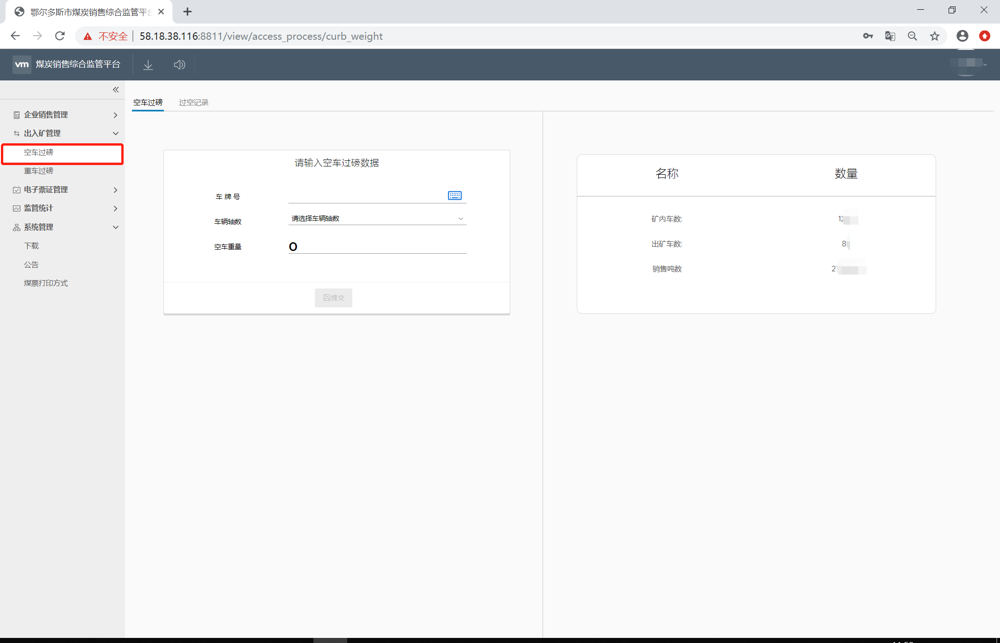 鄂尔多斯市煤炭销售综合监管平台
不安全 58.18.38.116:8811/view/access_process/curb_weight
vm 煤炭销售综合监管平台
空车过磅 过空记录
企业销售管理
出入矿管理
空车过磅
重车过磅
电子票证管理
监管统计
系统管理
下载
公告
煤票打印方式
请输入空车过磅数据
车 牌 号
车辆轴数 请选择车辆轴数
空车重量 0
提交
名称 数量
矿内车数:
出矿车数: 8
销售吨数